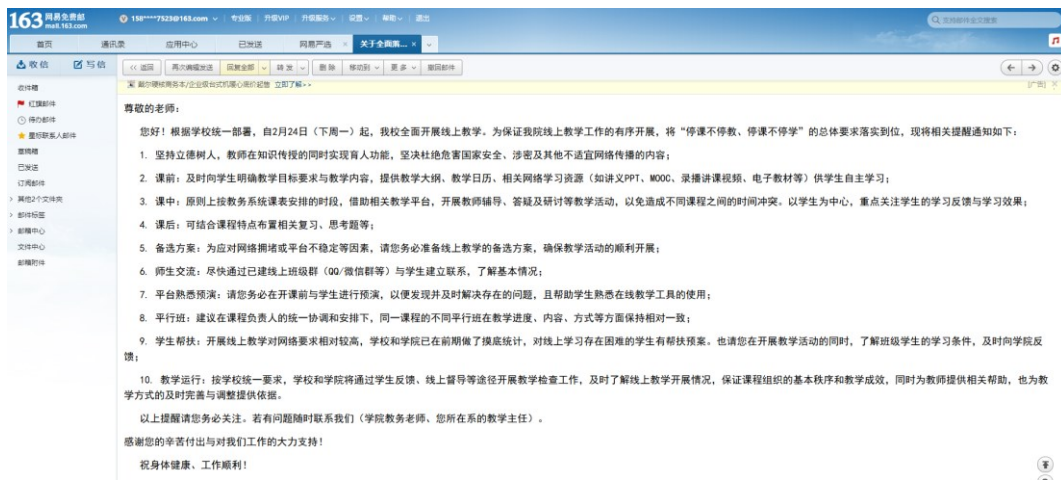 163 网易免费邮
mail.163.com
158****7523@163.com
专业版
升级VIP
升级服务
设置
帮助
退出
支持邮件全文搜索
首页
通讯录
应用中心
已发送
网易严选
关于全面落...
收信
写信
<< 返回
再次编辑发送
回复全部
转发
删除
移动到
更多
撤回邮件
戴尔硬核商务本/企业级台式机暖心底价起售 立即了解>>
[广告]
收件箱
红旗邮件
待办邮件
星标联系人邮件
草稿箱
已发送
订阅邮件
其他2个文件夹
邮件标签
邮箱中心
文件中心
邮箱附件
尊敬的老师:
您好!根据学校统一部署,自2月24日(下周一)起,我校全面开展线上教学。为保证我院线上教学工作的有序开展,将“停课不停教、停课不停学”的总体要求落实到位,现将相关提醒通知如下:
1. 坚持立德树人,教师在知识传授的同时实现育人功能,坚决杜绝危害国家安全、涉密及其他不适宜网络传播的内容;
2. 课前:及时向学生明确教学目标要求与教学内容,提供教学大纲、教学日历、相关网络学习资源(如讲义PPT、MOOC、录播讲课视频、电子教材等)供学生自主学习;
3. 课中:原则上按教务系统课表安排的时段,借助相关教学平台,开展教师辅导、答疑及研讨等教学活动,以免造成不同课程之间的时间冲突。以学生为中心,重点关注学生的学习反馈与学习效果;
4. 课后:可结合课程特点布置相关复习、思考题等;
5. 备选方案:为应对网络拥堵或平台不稳定等因素,请您务必准备线上教学的备选方案,确保教学活动的顺利开展;
6. 师生交流:尽快通过已建线上班级群(QQ/微信群等)与学生建立联系,了解基本情况;
7. 平台熟悉预演:请您务必在开课前与学生进行预演,以便发现并及时解决存在的问题,且帮助学生熟悉在线教学工具的使用;
8. 平行班:建议在课程负责人的统一协调和安排下,同一课程的不同平行班在教学进度、内容、方式等方面保持相对一致;
9. 学生帮扶:开展线上教学对网络要求相对较高,学校和学院已在前期做了摸底统计,对线上学习存在困难的学生有帮扶预案。也请您在开展教学活动的同时,了解班级学生的学习条件,及时向学院反
馈;
10. 教学运行:按学校统一要求,学校和学院将通过学生反馈、线上督导等途径开展教学检查工作,及时了解线上教学开展情况,保证课程组织的基本秩序和教学成效,同时为教师提供相关帮助,也为教
学方式的及时完善与调整提供依据。
以上提醒请您务必关注。若有问题随时联系我们(学院教务老师、您所在系的教学主任)。
感谢您的辛苦付出与对我们工作的大力支持!
祝身体健康、工作顺利!